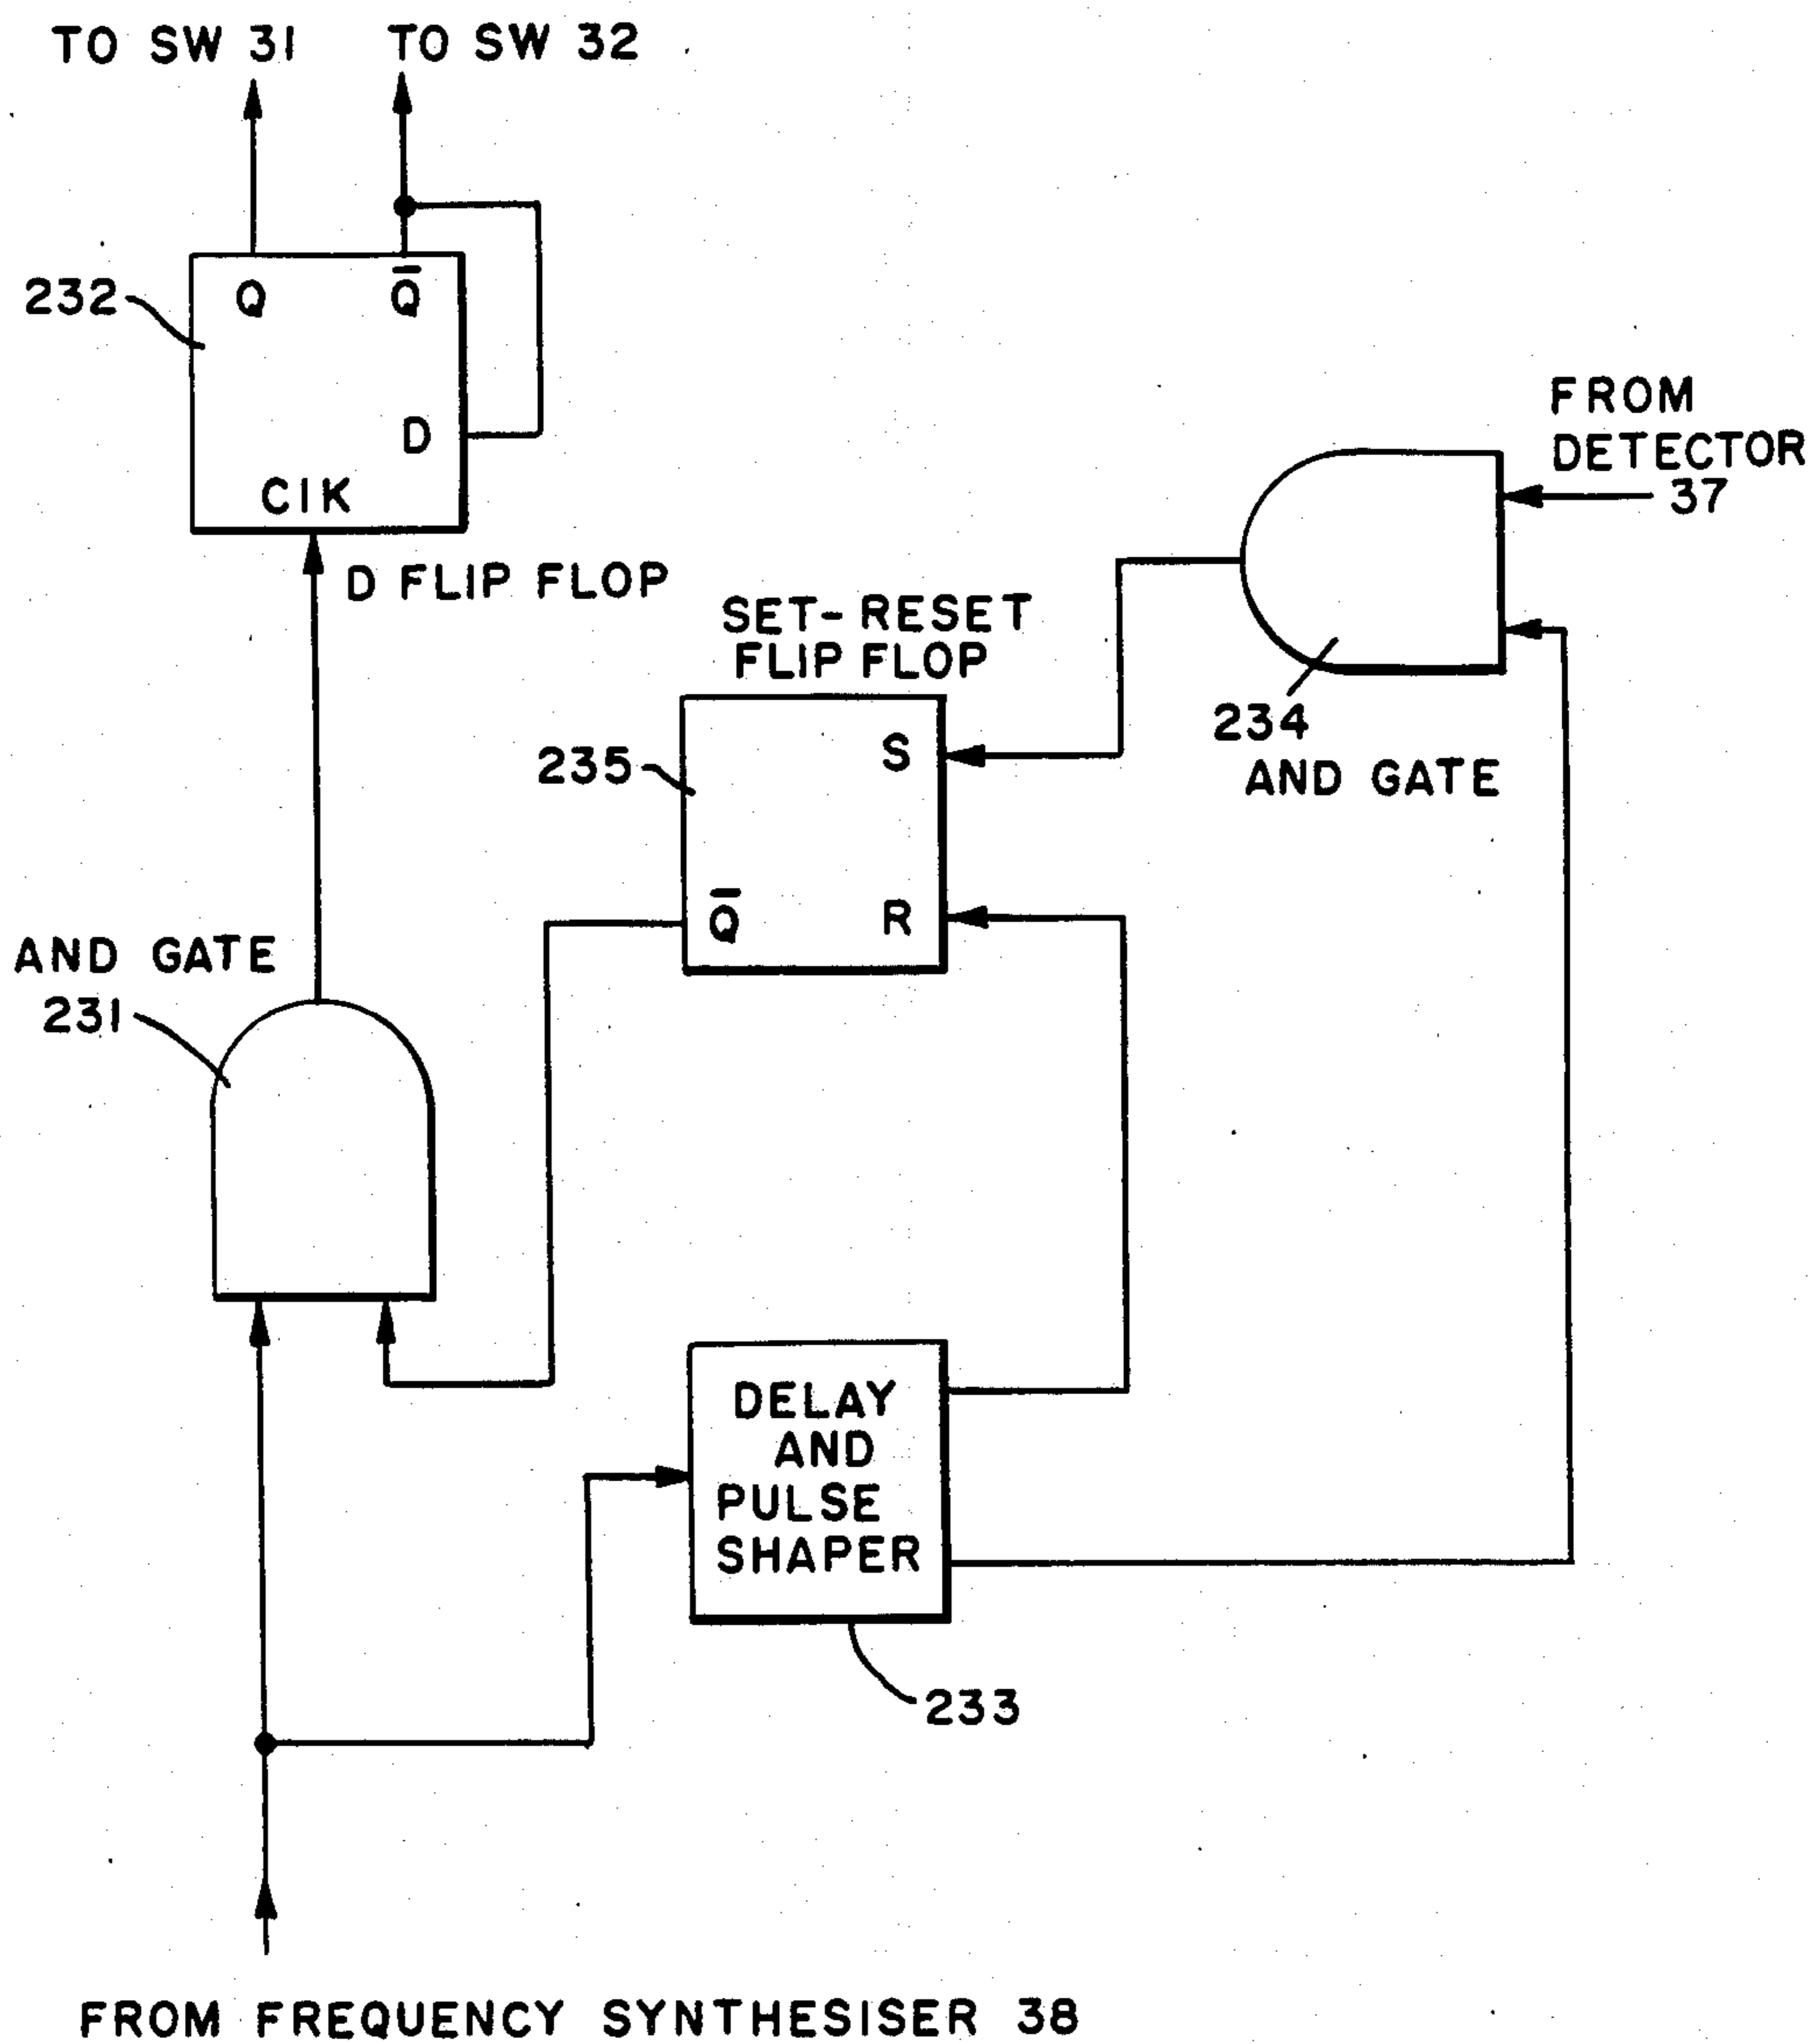 TO SW 31
TO SW 32
232
Q
Q̅
D
CIK
D FLIP FLOP
FROM
DETECTOR
37
SET-RESET
FLIP FLOP
235
S
R
Q̅
234
AND GATE
AND GATE
231
DELAY
AND
PULSE
SHAPER
233
FROM FREQUENCY SYNTHESISER 38